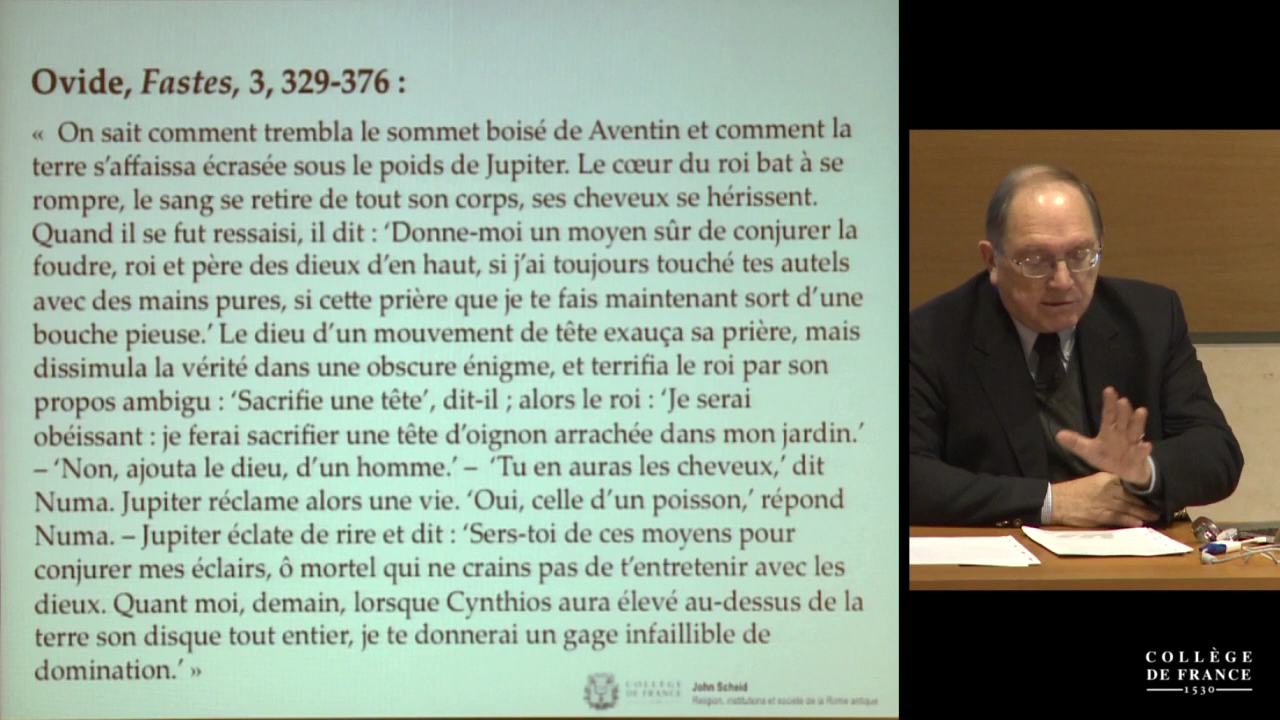 Ovide, Fastes, 3, 329-376 :
« On sait comment trembla le sommet boisé de Aventin et comment la
terre s’affaissa écrasée sous le poids de Jupiter. Le cœur du roi bat à se
rompre, le sang se retire de tout son corps, ses cheveux se hérissent.
Quand il se fut ressaisi, il dit : ‘Donne-moi un moyen sûr de conjurer la
foudre, roi et père des dieux d’en haut, si j’ai toujours touché tes autels
avec des mains pures, si cette prière que je te fais maintenant sort d’une
bouche pieuse.’ Le dieu d’un mouvement de tête exauça sa prière, mais
dissimula la vérité dans une obscure énigme, et terrifia le roi par son
propos ambigu : ‘Sacrifie une tête’, dit-il ; alors le roi : ‘Je serai
obéissant : je ferai sacrifier une tête d’oignon arrachée dans mon jardin.’
– ‘Non, ajouta le dieu, d’un homme.’ – ‘Tu en auras les cheveux,’ dit
Numa. Jupiter réclame alors une vie. ‘Oui, celle d’un poisson,’ répond
Numa. – Jupiter éclate de rire et dit : ‘Sers-toi de ces moyens pour
conjurer mes éclairs, ô mortel qui ne crains pas de t’entretenir avec les
dieux. Quant moi, demain, lorsque Cynthios aura élevé au-dessus de la
terre son disque tout entier, je te donnerai un gage infaillible de
domination.’ »
COLLÈGE
DE FRANCE
John Scheid
Religion, institutions et société de la Rome antique
COLLÈGE
DE FRANCE
1530